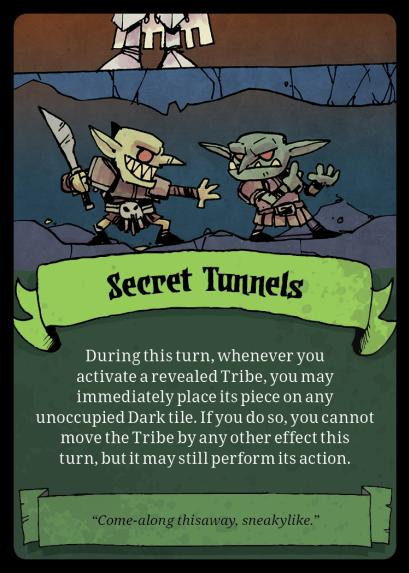 Secret Tunnels
During this turn, whenever you
activate a revealed Tribe, you may
immediately place its piece on any
unoccupied Dark tile. If you do so, you cannot
move the Tribe by any other effect this
turn, but it may still perform its action.
“Come-along thisaway, sneakylike.”